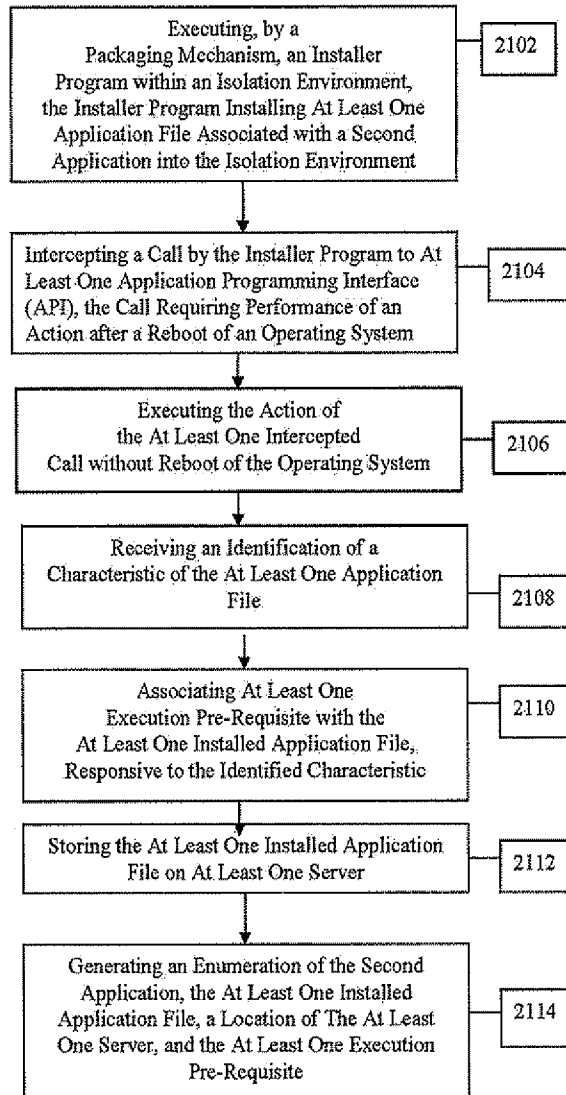 Executing, by a
Packaging Mechanism, an Installer
Program within an Isolation Environment,
the Installer Program Installing At Least One
Application File Associated with a Second
Application into the Isolation Environment
2102
Intercepting a Call by the Installer Program to At
Least One Application Programming Interface
(API), the Call Requiring Performance of an
Action after a Reboot of an Operating System
2104
Executing the Action of
the At Least One Intercepted
Call without Reboot of the Operating System
2106
Receiving an Identification of a
Characteristic of the At Least One Application
File
2108
Associating At Least One
Execution Pre-Requisite with the
At Least One Installed Application File,
Responsive to the Identified Characteristic
2110
Storing the At Least One Installed Application
File on At Least One Server
2112
Generating an Enumeration of the Second
Application, the At Least One Installed
Application File, a Location of The At Least
One Server, and the At Least One Execution
Pre-Requisite
2114